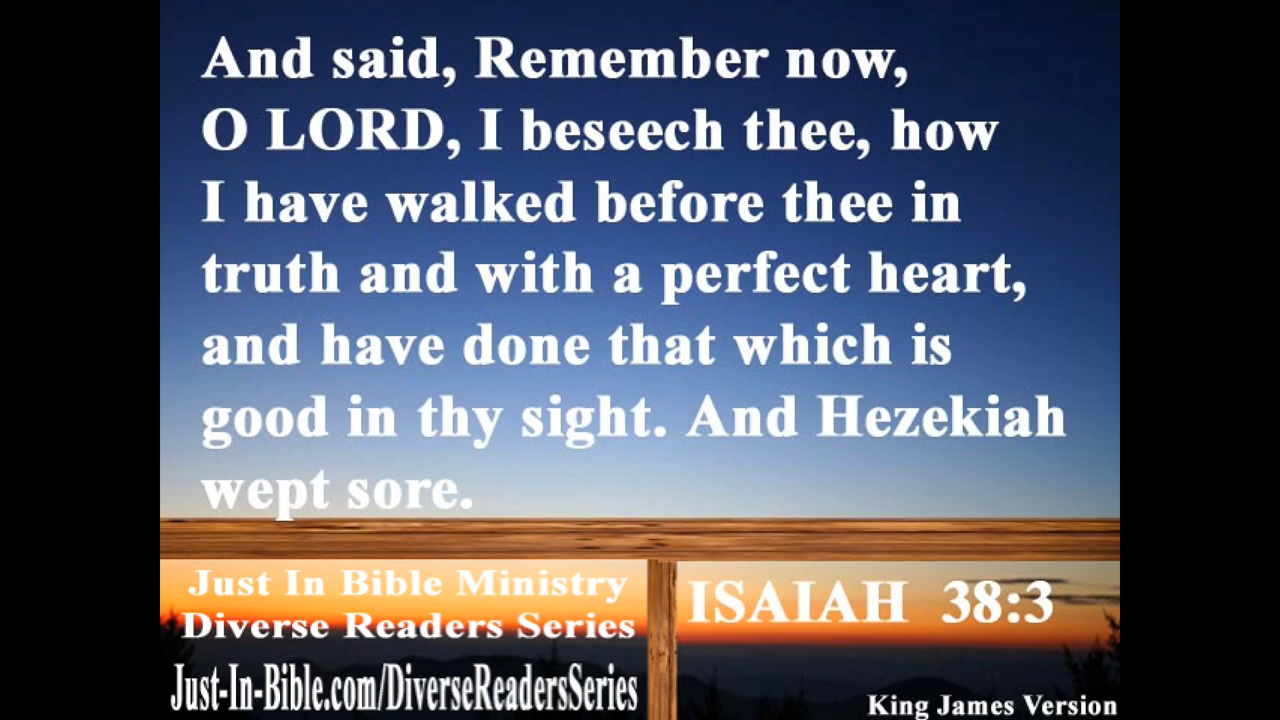 And said, Remember now,
O LORD, I beseech thee, how
I have walked before thee in
truth and with a perfect heart,
and have done that which is
good in thy sight. And Hezekiah
wept sore.
Just In Bible Ministry
Diverse Readers Series
Just-In-Bible.com/DiverseReadersSeries
ISAIAH 38:3
King James Version